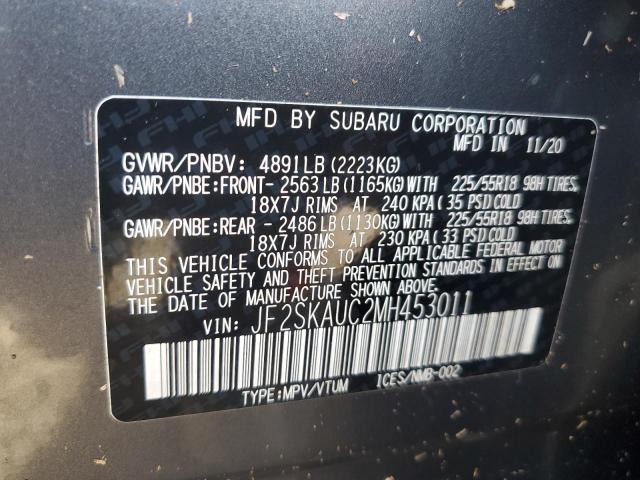 MFD BY SUBARU CORPORATION
MFD IN 11/20
GVWR/PNBV: 4891LB(2223KG)
GAWR/PNBE:FRONT- 2563LB(1165KG)WITH 225/55R18 98H TIRES,
18X7J RIMS AT 240 KPA(35 PSI)COLD
GAWR/PNBE:REAR - 2486LB(1130KG)WITH 225/55R18 98H TIRES,
18X7J RIMS AT 230 KPA(33 PSI)COLD
THIS VEHICLE CONFORMS TO ALL APPLICABLE FEDERAL MOTOR
VEHICLE SAFETY AND THEFT PREVENTION STANDARDS IN EFFECT ON
THE DATE OF MANUFACTURE SHOWN ABOVE.
VIN: JF2SKAUC2MH453011
TYPE:MPV/VTUM ICES/NMB-002